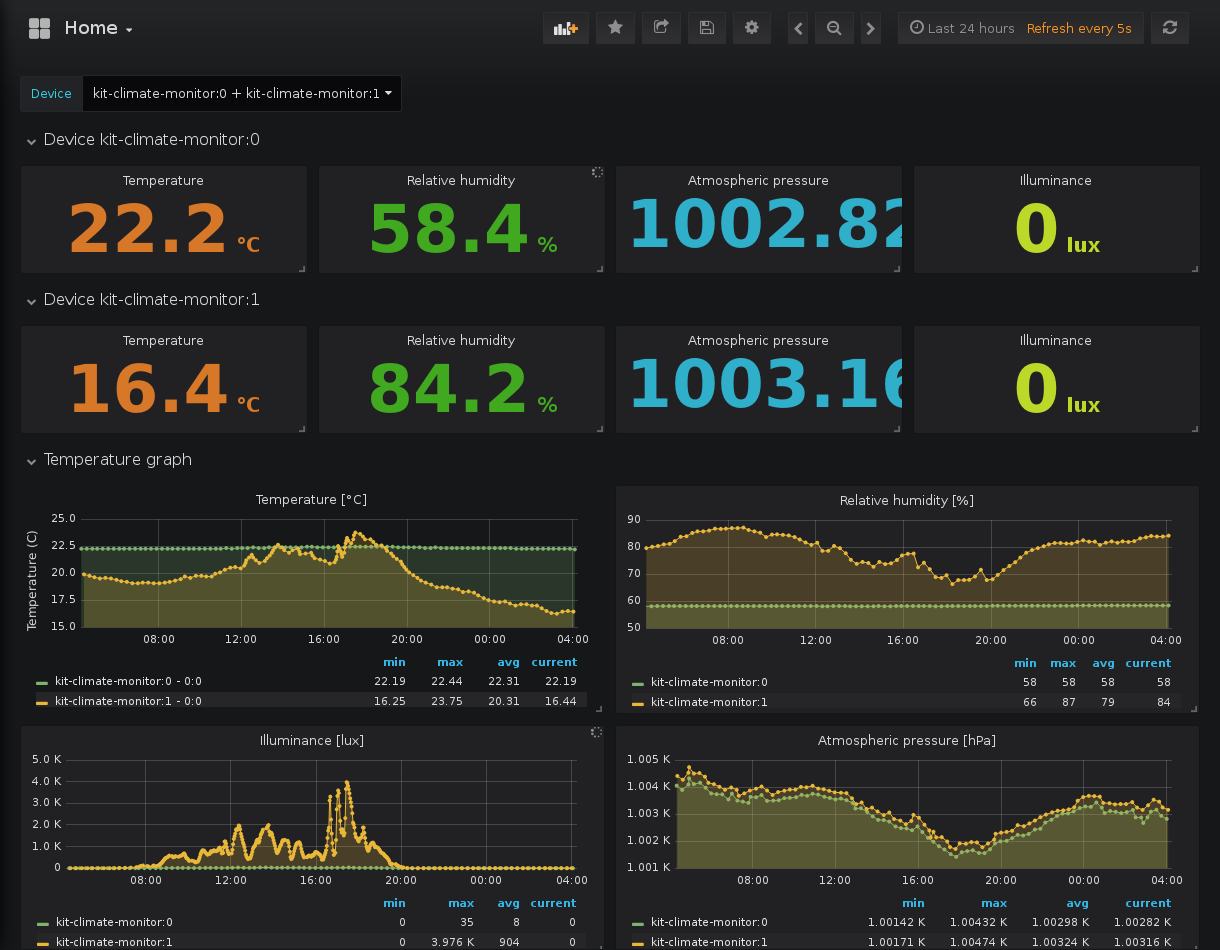 Home
Last 24 hours Refresh every 5s
Device kit-climate-monitor:0 + kit-climate-monitor:1
Device kit-climate-monitor:0
Temperature Relative humidity Atmospheric pressure Illuminance
22.2 °C 58.4 % 1002.82 0 lux
Device kit-climate-monitor:1
Temperature Relative humidity Atmospheric pressure Illuminance
16.4 °C 84.2 % 1003.16 0 lux
Temperature graph
Temperature [°C]
Temperature (C)
25.0
22.5
20.0
17.5
15.0
08:00 12:00 16:00 20:00 00:00 04:00
min max avg current
kit-climate-monitor:0 - 0:0 22.19 22.44 22.31 22.19
kit-climate-monitor:1 - 0:0 16.25 23.75 20.31 16.44
Relative humidity [%]
90
80
70
60
50
08:00 12:00 16:00 20:00 00:00 04:00
min max avg current
kit-climate-monitor:0 58 58 58 58
kit-climate-monitor:1 66 87 79 84
Illuminance [lux]
5.0 K
4.0 K
3.0 K
2.0 K
1.0 K
0
08:00 12:00 16:00 20:00 00:00 04:00
min max avg current
kit-climate-monitor:0 0 35 8 0
kit-climate-monitor:1 0 3.976 K 904 0
Atmospheric pressure [hPa]
1.005 K
1.004 K
1.003 K
1.002 K
1.001 K
08:00 12:00 16:00 20:00 00:00 04:00
min max avg current
kit-climate-monitor:0 1.00142 K 1.00432 K 1.00298 K 1.00282 K
kit-climate-monitor:1 1.00171 K 1.00474 K 1.00324 K 1.00316 K